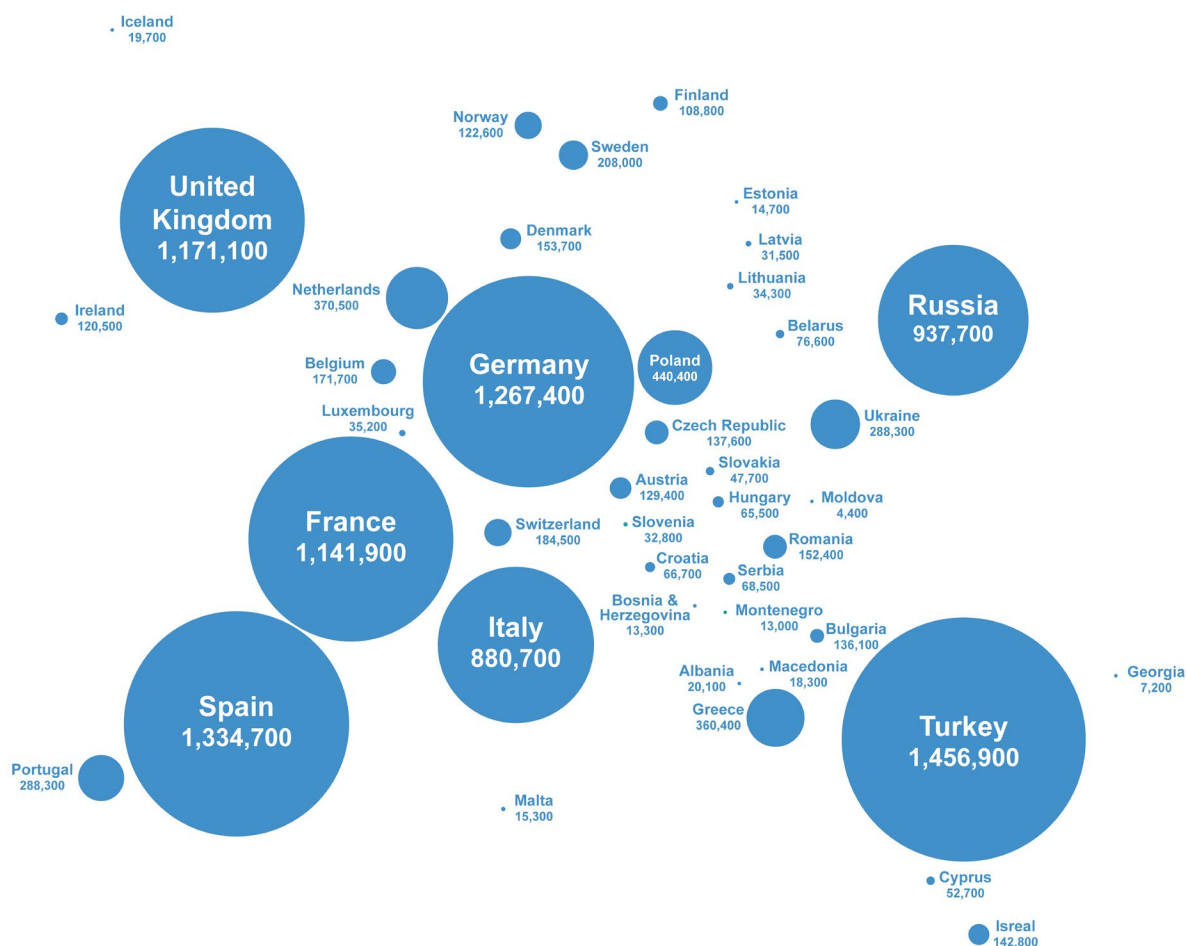 Iceland
19,700
Finland
108,800
Norway
122,600
Sweden
208,000
United
Kingdom
1,171,100
Estonia
14,700
Denmark
153,700
Latvia
31,500
Netherlands
370,500
Lithuania
34,300
Russia
937,700
Ireland
120,500
Belarus
76,600
Belgium
171,700
Germany
1,267,400
Poland
440,400
Luxembourg
35,200
Ukraine
288,300
Czech Republic
137,600
Slovakia
47,700
Austria
129,400
Hungary
65,500
Moldova
4,400
France
1,141,900
Switzerland
184,500
Slovenia
32,800
Romania
152,400
Croatia
66,700
Serbia
68,500
Bosnia &
Herzegovina
13,300
Montenegro
13,000
Italy
880,700
Bulgaria
136,100
Albania
20,100
Macedonia
18,300
Georgia
7,200
Spain
1,334,700
Greece
360,400
Turkey
1,456,900
Portugal
288,300
Malta
15,300
Cyprus
52,700
Isreal
142,800